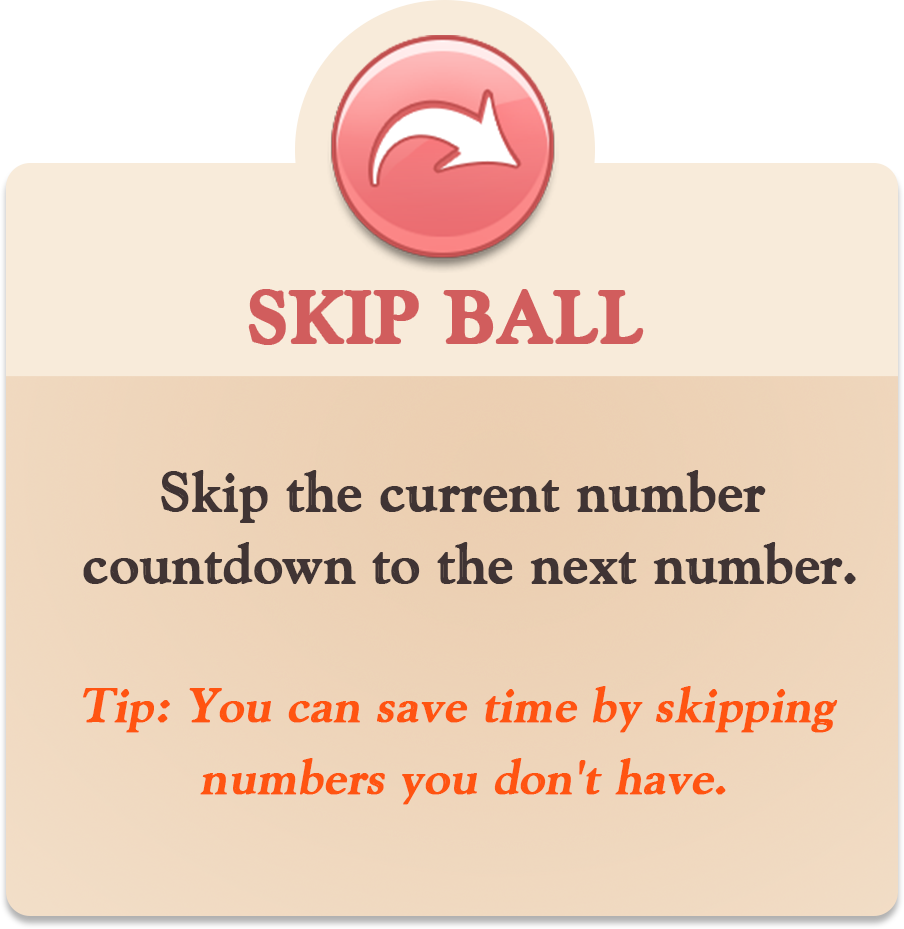 SKIP BALL
Skip the current number
countdown to the next number.
Tip: You can save time by skipping
numbers you don't have.